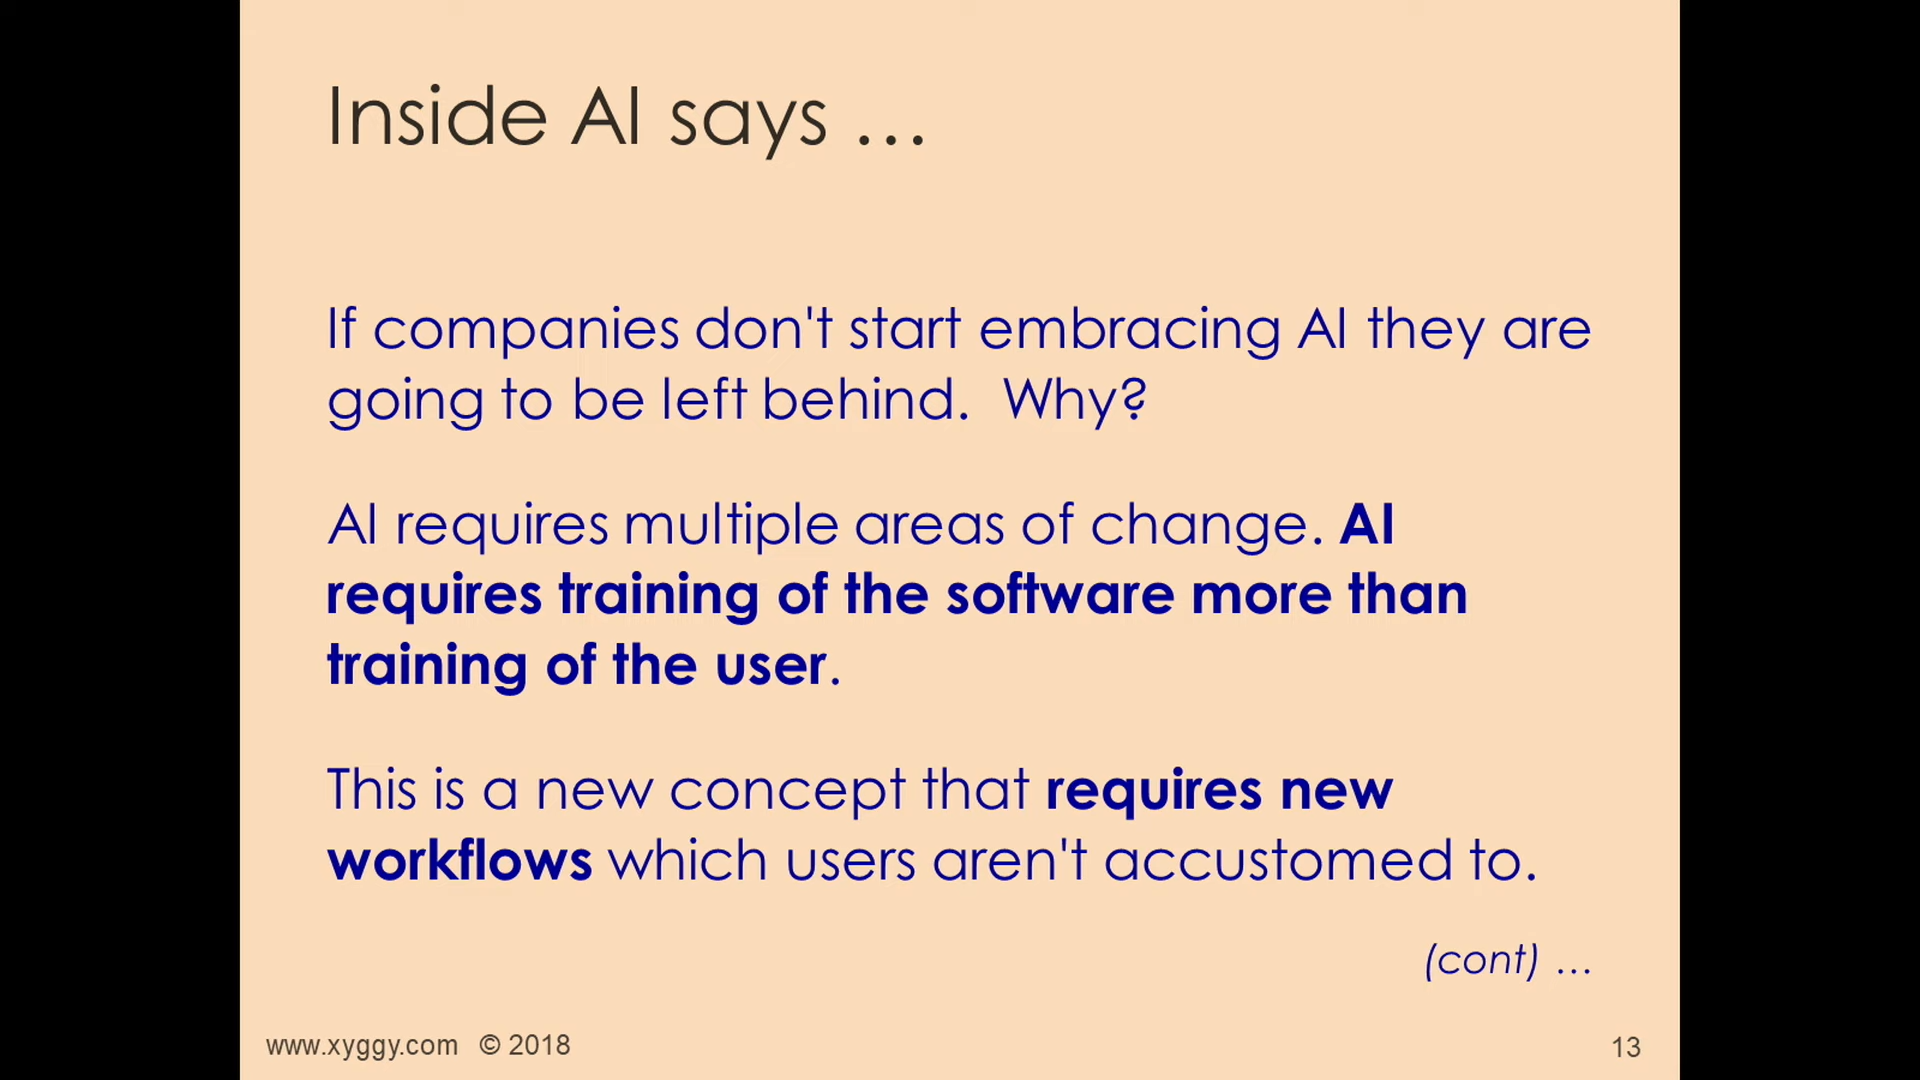 Inside AI says …
If companies don't start embracing AI they are
going to be left behind.  Why?
AI requires multiple areas of change. AI
requires training of the software more than
training of the user.
This is a new concept that requires new
workflows which users aren't accustomed to.
(cont) …
www.xyggy.com © 2018
13